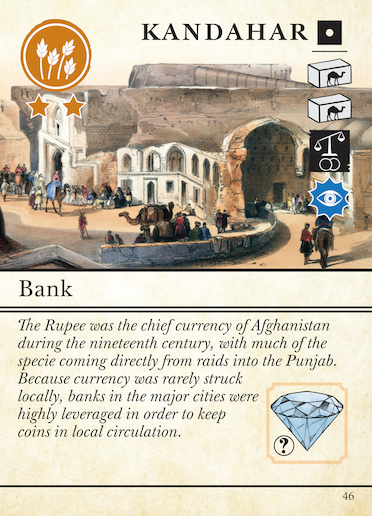 KANDAHAR
Bank
The Rupee was the chief currency of Afghanistan
during the nineteenth century, with much of the
specie coming directly from raids into the Punjab.
Because currency was rarely struck
locally, banks in the major cities were
highly leveraged in order to keep
coins in local circulation.
?
46